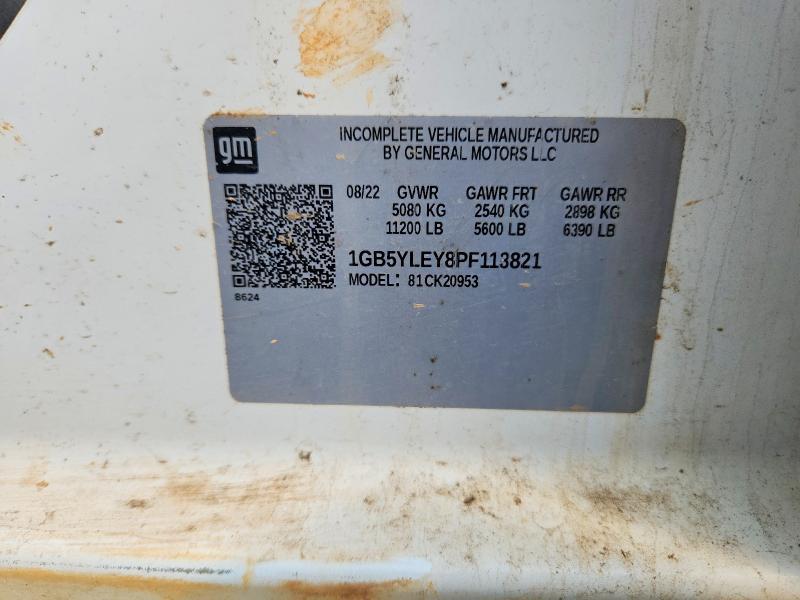 gm
INCOMPLETE VEHICLE MANUFACTURED
BY GENERAL MOTORS LLC
08/22 GVWR GAWR FRT GAWR RR
5080 KG 2540 KG 2898 KG
11200 LB 5600 LB 6390 LB
1GB5YLEY8PF113821
MODEL: 81CK20953
8624